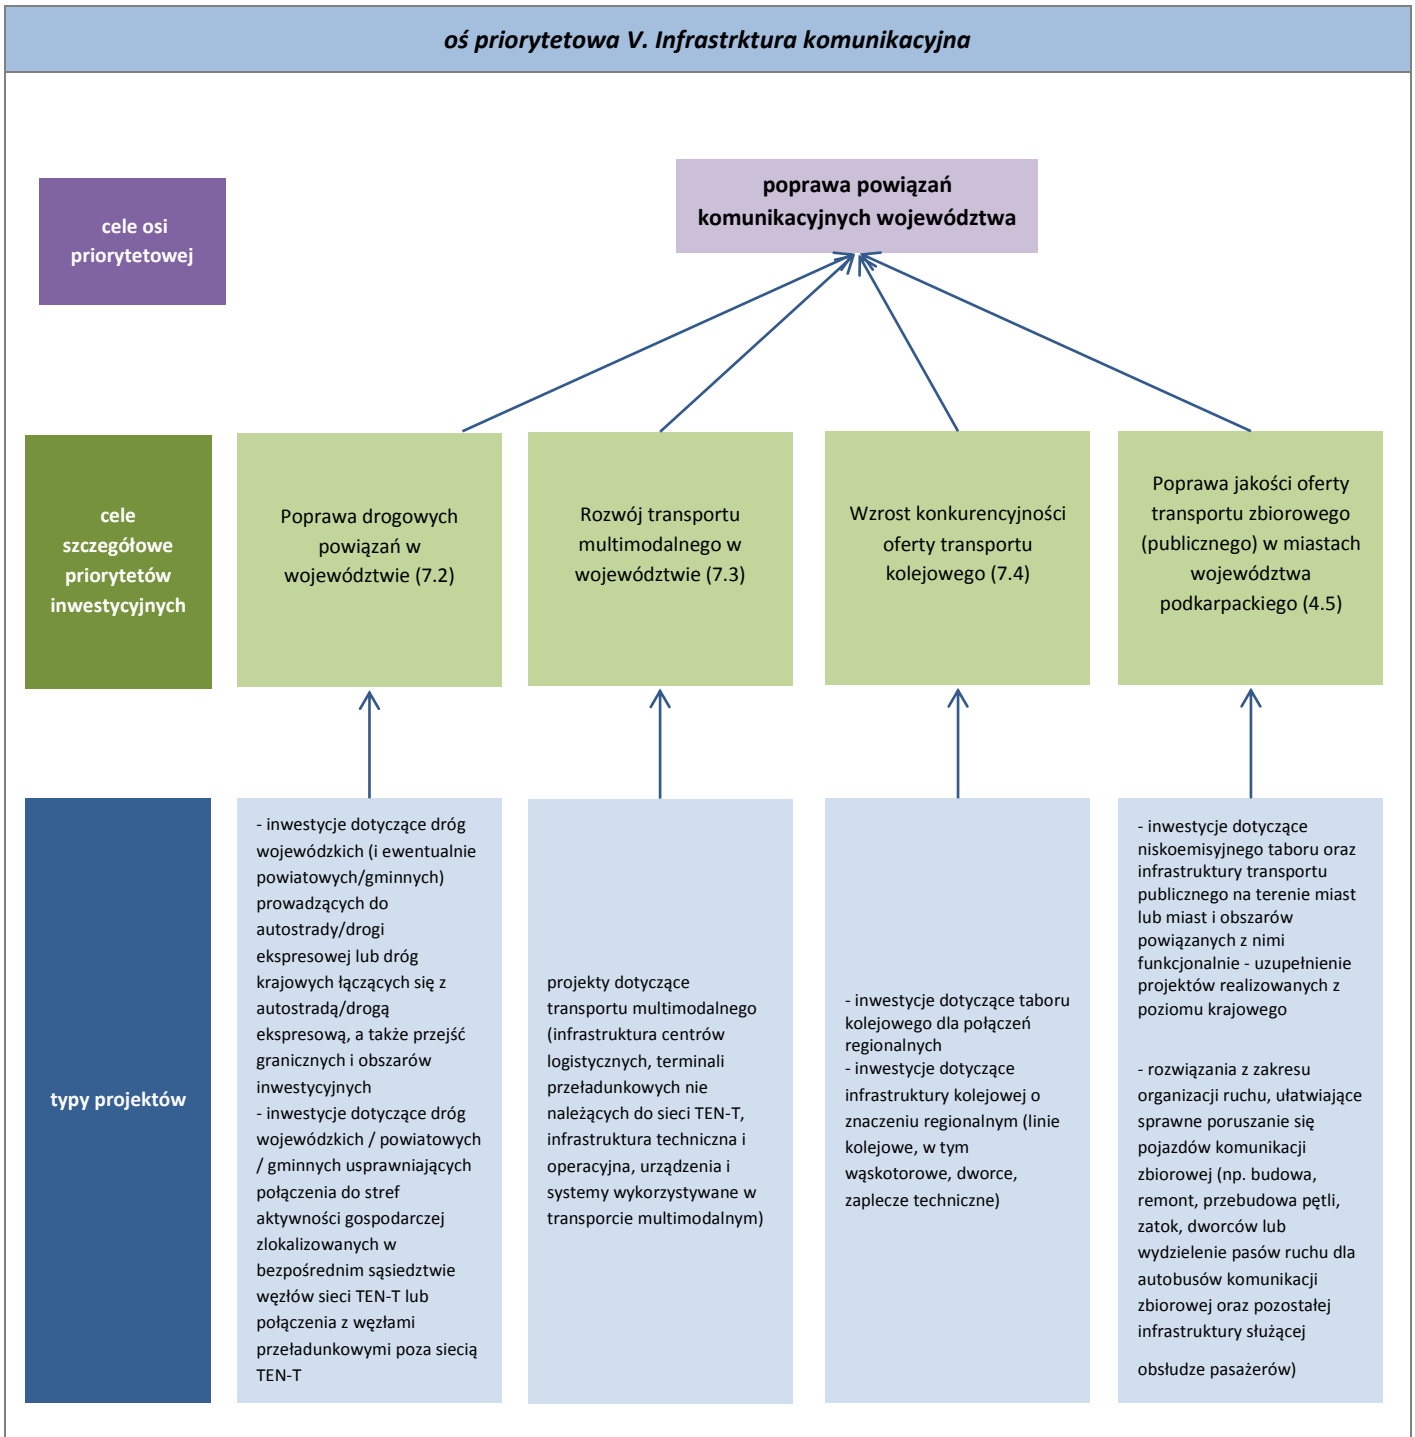 oś priorytetowa V. Infrastrktura komunikacyjna
cele osi
priorytetowej
poprawa powiązań
komunikacyjnych województwa
cele
szczegółowe
priorytetów
inwestycyjnych
Poprawa drogowych
powiązań w
województwie (7.2)
Rozwój transportu
multimodalnego w
województwie (7.3)
Wzrost konkurencyjności
oferty transportu
kolejowego (7.4)
Poprawa jakości oferty
transportu zbiorowego
(publicznego) w miastach
województwa
podkarpackiego (4.5)
typy projektów
- inwestycje dotyczące dróg
wojewódzkich (i ewentualnie
powiatowych/gminnych)
prowadzących do
autostrady/drogi
ekspresowej lub dróg
krajowych łączących się z
autostradą/drogą
ekspresową, a także przejść
granicznych i obszarów
inwestycyjnych
- inwestycje dotyczące dróg
wojewódzkich / powiatowych
/ gminnych usprawniających
połączenia do stref
aktywności gospodarczej
zlokalizowanych w
bezpośrednim sąsiedztwie
węzłów sieci TEN-T lub
połączenia z węzłami
przeładunkowymi poza siecią
TEN-T
projekty dotyczące
transportu multimodalnego
(infrastruktura centrów
logistycznych, terminali
przeładunkowych nie
należących do sieci TEN-T,
infrastruktura techniczna i
operacyjna, urządzenia i
systemy wykorzystywane w
transporcie multimodalnym)
- inwestycje dotyczące taboru
kolejowego dla połączeń
regionalnych
- inwestycje dotyczące
infrastruktury kolejowej o
znaczeniu regionalnym (linie
kolejowe, w tym
wąskotorowe, dworce,
zaplecze techniczne)
- inwestycje dotyczące
niskoemisyjnego taboru oraz
infrastruktury transportu
publicznego na terenie miast
lub miast i obszarów
powiązanych z nimi
funkcjonalnie - uzupełnienie
projektów realizowanych z
poziomu krajowego
- rozwiązania z zakresu
organizacji ruchu, ułatwiające
sprawne poruszanie się
pojazdów komunikacji
zbiorowej (np. budowa,
remont, przebudowa pętli,
zatok, dworców lub
wydzielenie pasów ruchu dla
autobusów komunikacji
zbiorowej oraz pozostałej
infrastruktury służącej
obsłudze pasażerów)